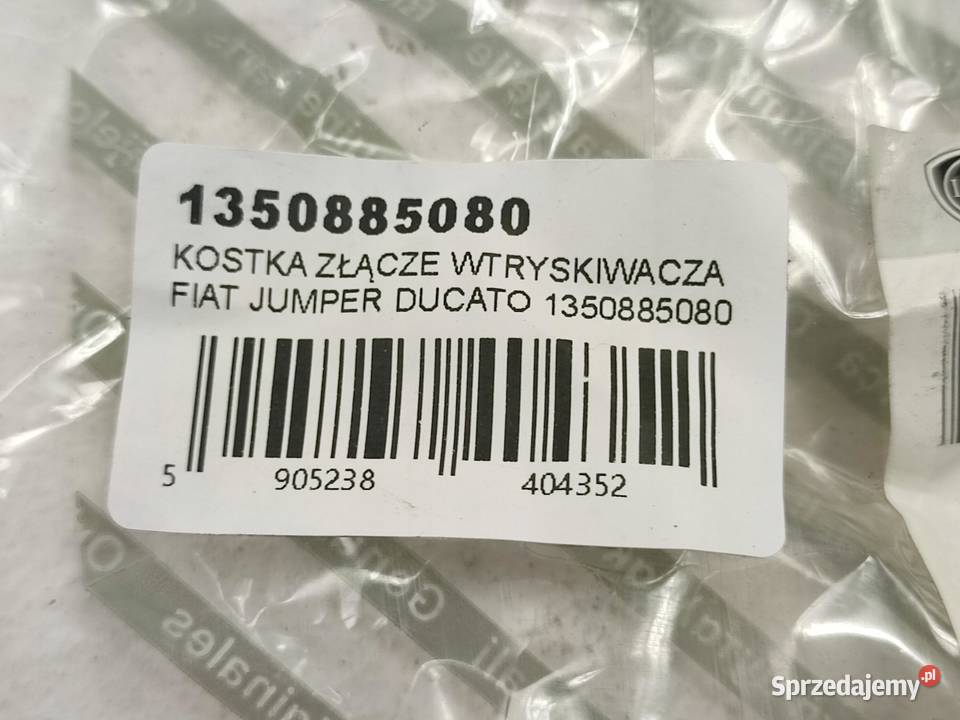 1350885080
KOSTKA ZŁĄCZE WTRYSKIWACZA
FIAT JUMPER DUCATO 1350885080
5 905238 404352
Sprzedajemy.pl